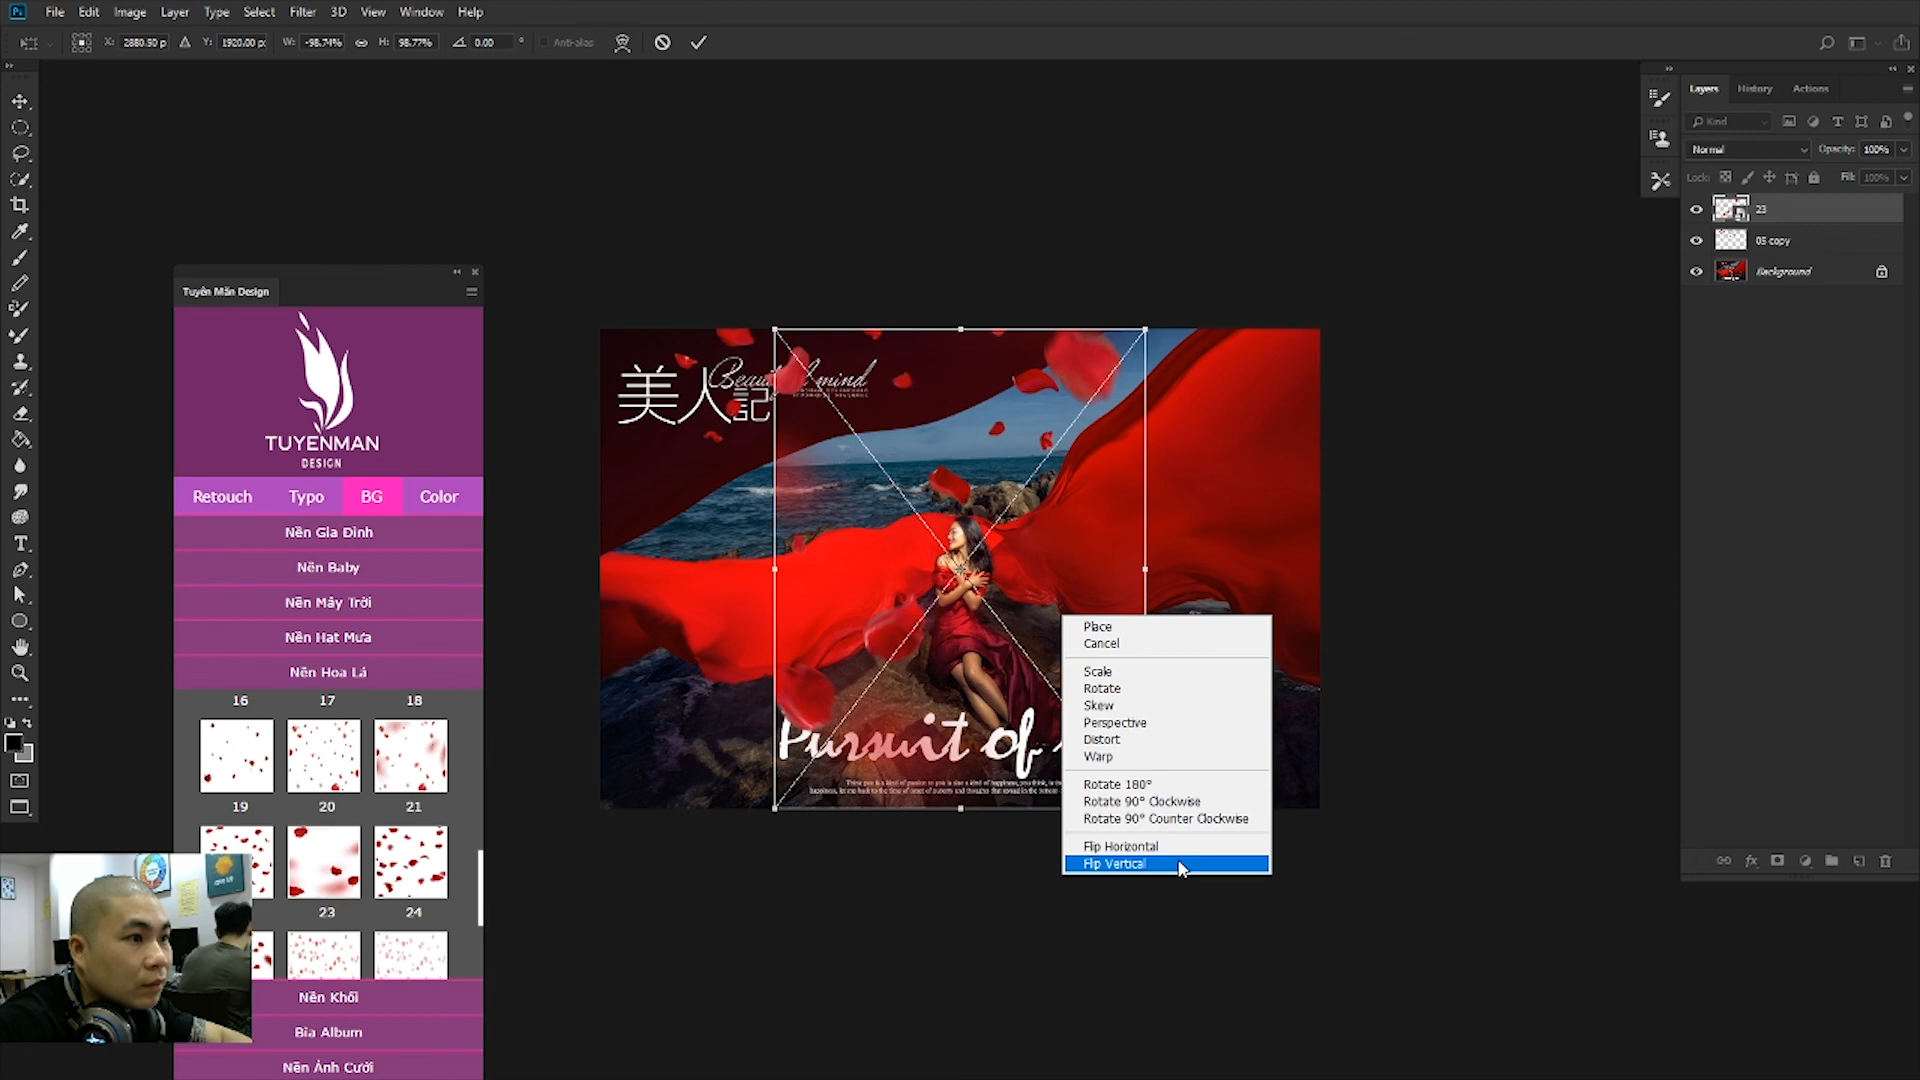 Ps File Edit Image Layer Type Select Filter 3D View Window Help
X: 2880.50 p Y: 1920.00 p: W: -98.74% H: 98.77% 0.00 ° Anti-alias
Layers History Actions
Kind
Normal Opacity: 100%
Lock: Fill: 100%
23
05 copy
Background
Tuyên Mãn Design
TUYENMAN
DESIGN
Retouch Typo BG Color
Nền Gia Đình
Nền Baby
Nền Mây Trời
Nền Hạt Mưa
Nền Hoa Lá
16 17 18
19 20 21
23 24
Nền Khối
Bìa Album
Nền Ảnh Cưới
美人記
Beautiful mind
Pursuit of
Place
Cancel
Scale
Rotate
Skew
Perspective
Distort
Warp
Rotate 180°
Rotate 90° Clockwise
Rotate 90° Counter Clockwise
Flip Horizontal
Flip Vertical